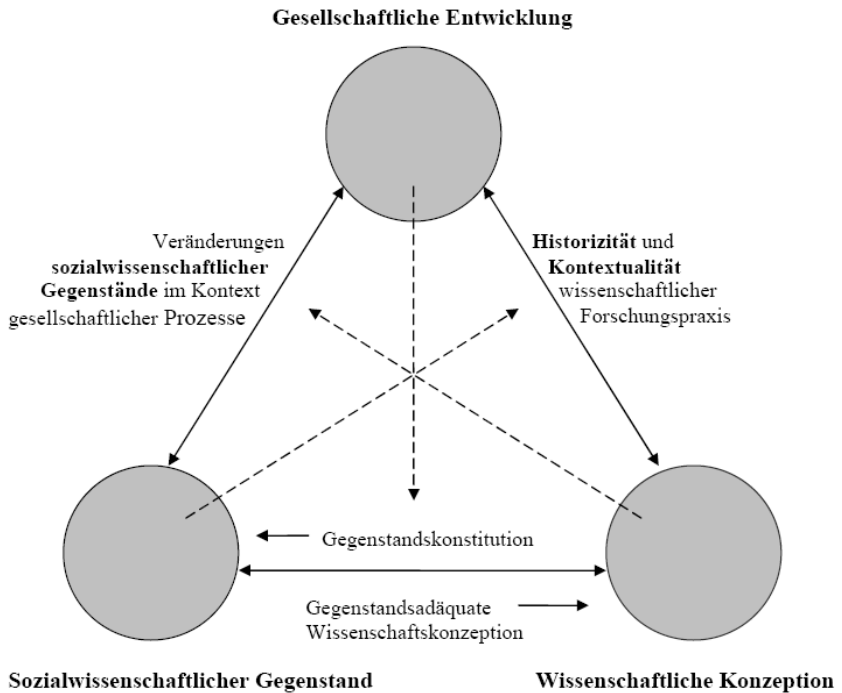 Gesellschaftliche Entwicklung
Veränderungen
sozialwissenschaftlicher
Gegenstände im Kontext
gesellschaftlicher Prozesse
Historizität und
Kontextualität
wissenschaftlicher
Forschungspraxis
Gegenstandskonstitution
Gegenstandsadäquate
Wissenschaftskonzeption
Sozialwissenschaftlicher Gegenstand
Wissenschaftliche Konzeption